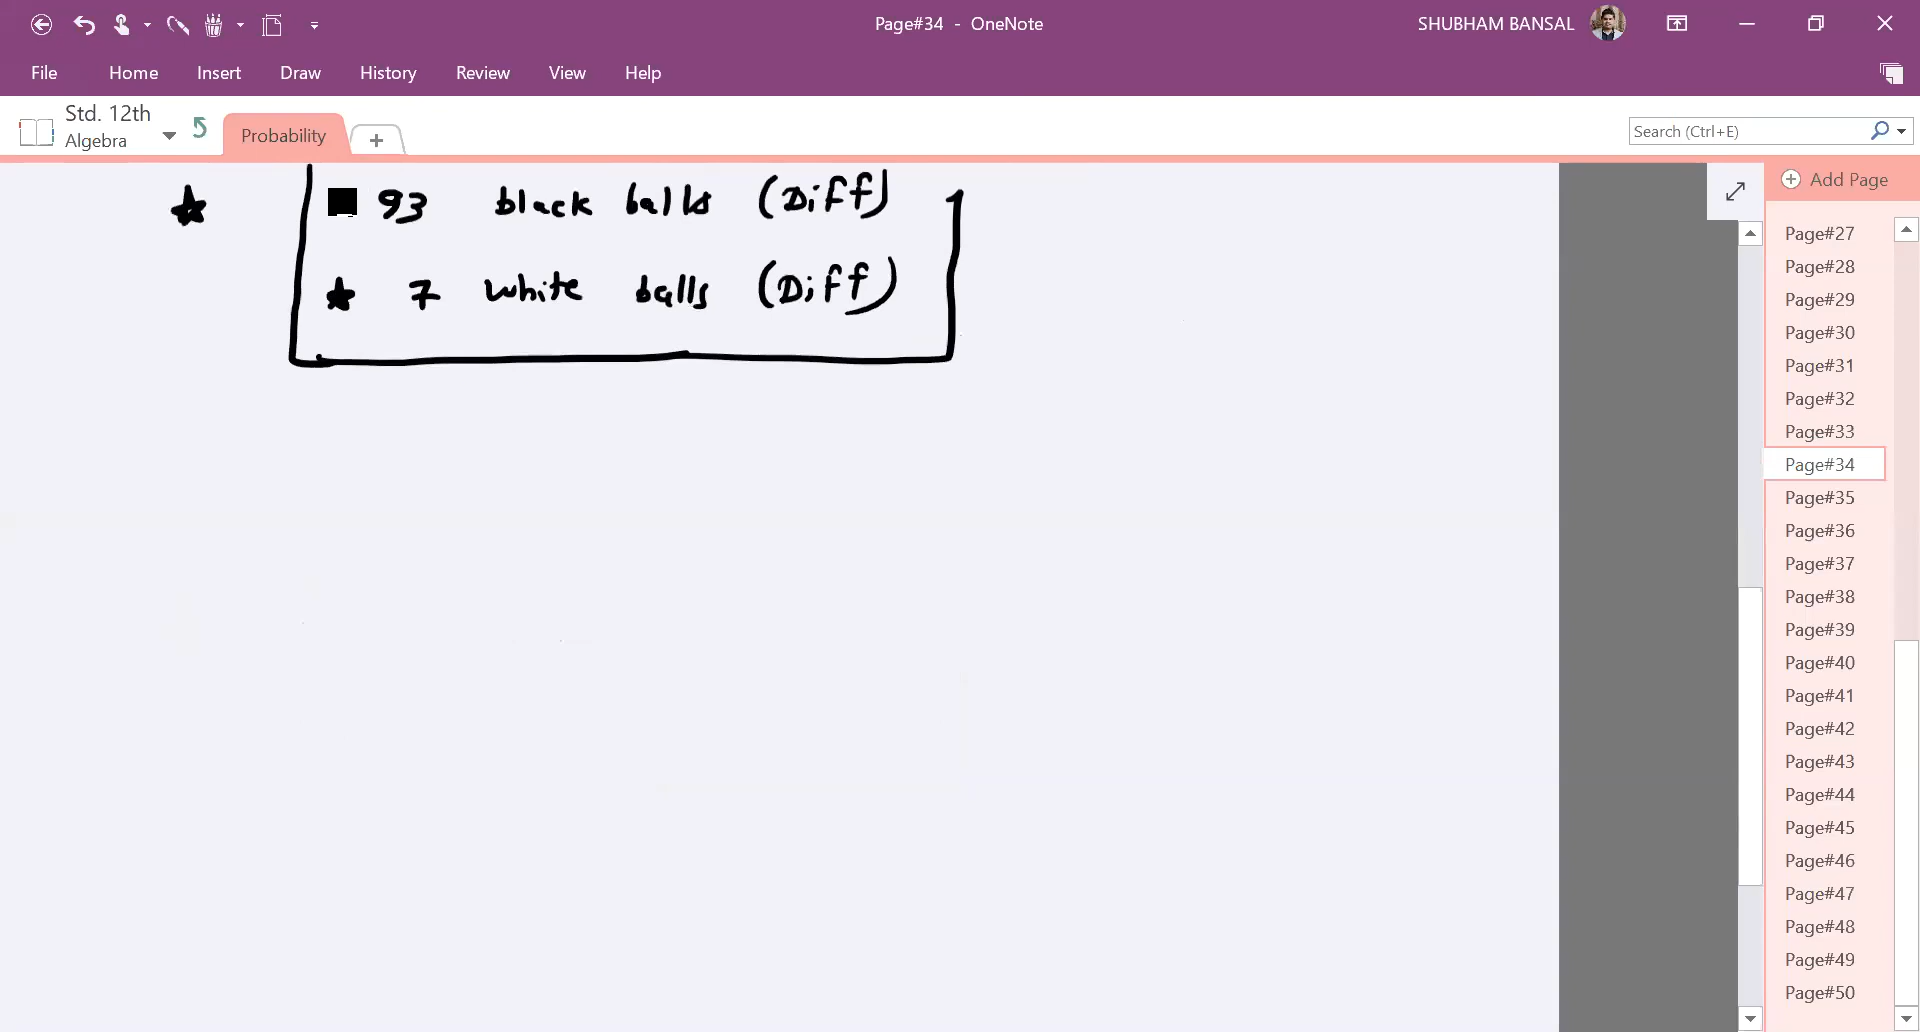 Page#34 - OneNote
SHUBHAM BANSAL
File Home Insert Draw History Review View Help
Std. 12th
Algebra
Probability
+
Search (Ctrl+E)
Add Page
93 black balls (Diff)
7 white balls (Diff)
Page#27
Page#28
Page#29
Page#30
Page#31
Page#32
Page#33
Page#34
Page#35
Page#36
Page#37
Page#38
Page#39
Page#40
Page#41
Page#42
Page#43
Page#44
Page#45
Page#46
Page#47
Page#48
Page#49
Page#50